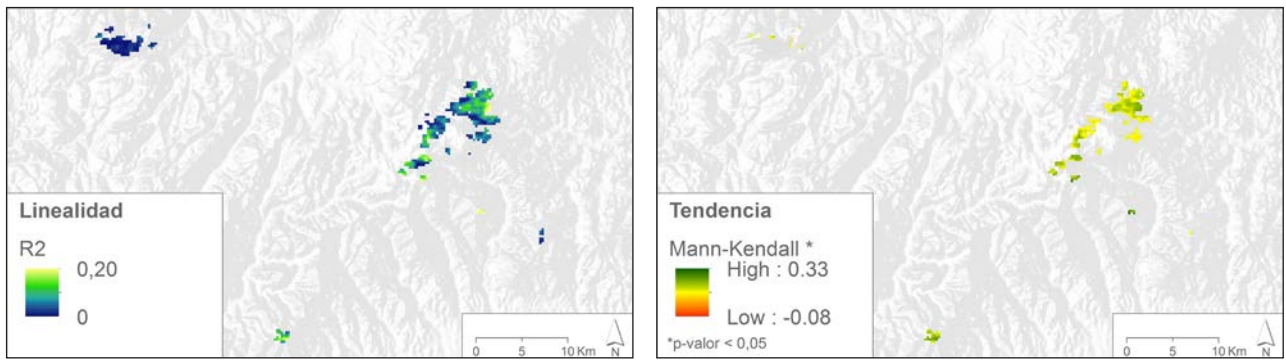 Linealidad
R2
0,20
0
0 5 10 Km
N
Tendencia
Mann-Kendall *
High : 0.33
Low : -0.08
*p-valor < 0,05
0 5 10 Km
N